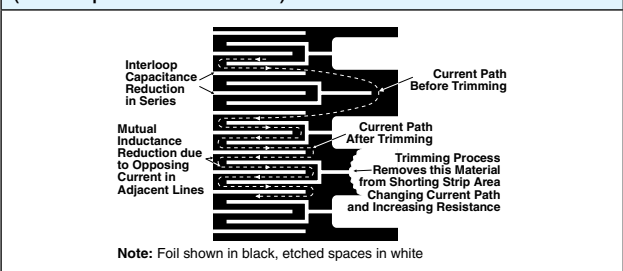 Interloop
Capacitance
Reduction
in Series
Current Path
Before Trimming
Mutual
Inductance
Reduction due
to Opposing
Current in
Adjacent Lines
Current Path
After Trimming
Trimming Process
Removes this Material
from Shorting Strip Area
Changing Current Path
and Increasing Resistance
Note: Foil shown in black, etched spaces in white